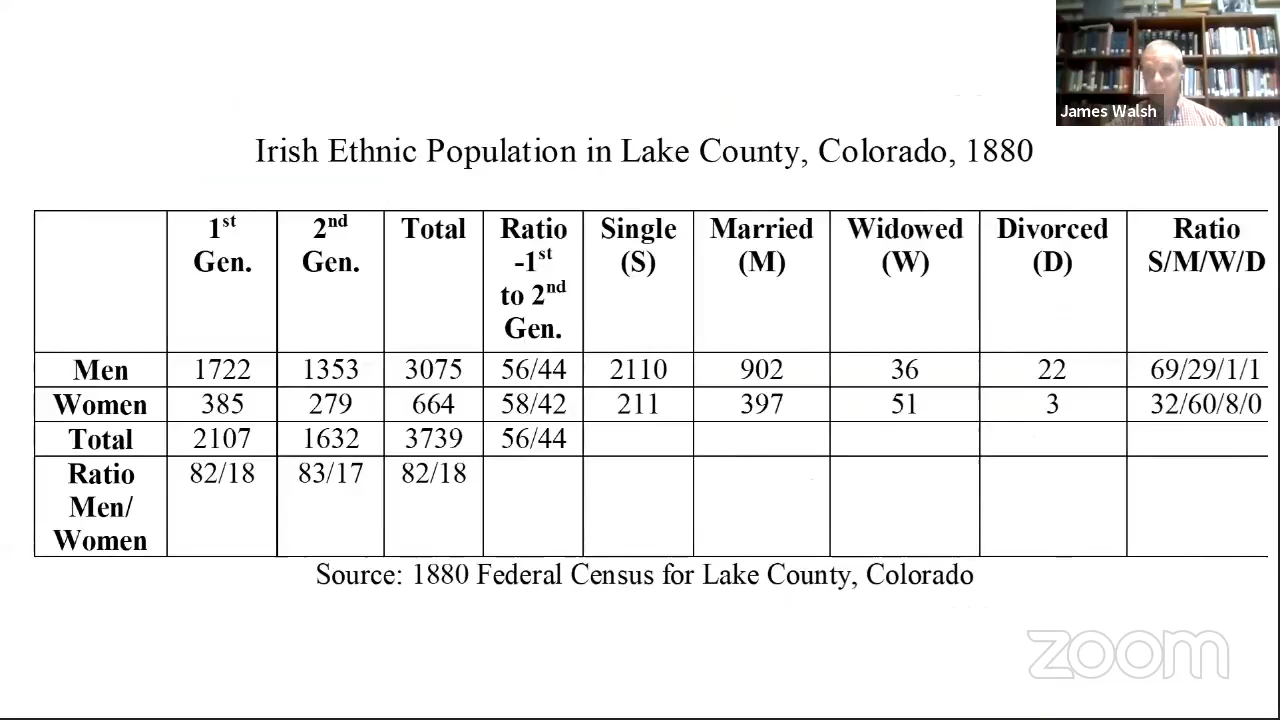 James Walsh
Irish Ethnic Population in Lake County, Colorado, 1880
1st Gen. 2nd Gen. Total Ratio -1st to 2nd Gen. Single (S) Married (M) Widowed (W) Divorced (D) Ratio S/M/W/D
Men 1722 1353 3075 56/44 2110 902 36 22 69/29/1/1
Women 385 279 664 58/42 211 397 51 3 32/60/8/0
Total 2107 1632 3739 56/44
Ratio Men/ Women 82/18 83/17 82/18
Source: 1880 Federal Census for Lake County, Colorado
zoom